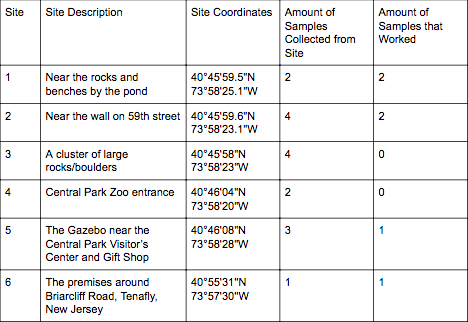 Site
Site Description
Site Coordinates
Amount of
Samples
Collected from
Site
Amount of
Samples that
Worked
1
Near the rocks and
benches by the pond
40°45'59.5"N
73°58'25.1"W
2
2
2
Near the wall on 59th street
40°45'59.6"N
73°58'23.1"W
4
2
3
A cluster of large
rocks/boulders
40°45'58"N
73°58'23"W
4
0
4
Central Park Zoo entrance
40°46'04"N
73°58'20"W
2
0
5
The Gazebo near the
Central Park Visitor's
Center and Gift Shop
40°46'08"N
73°58'28"W
3
1
6
The premises around
Briarcliff Road, Tenafly,
New Jersey
40°55'31"N
73°57'30"W
1
1